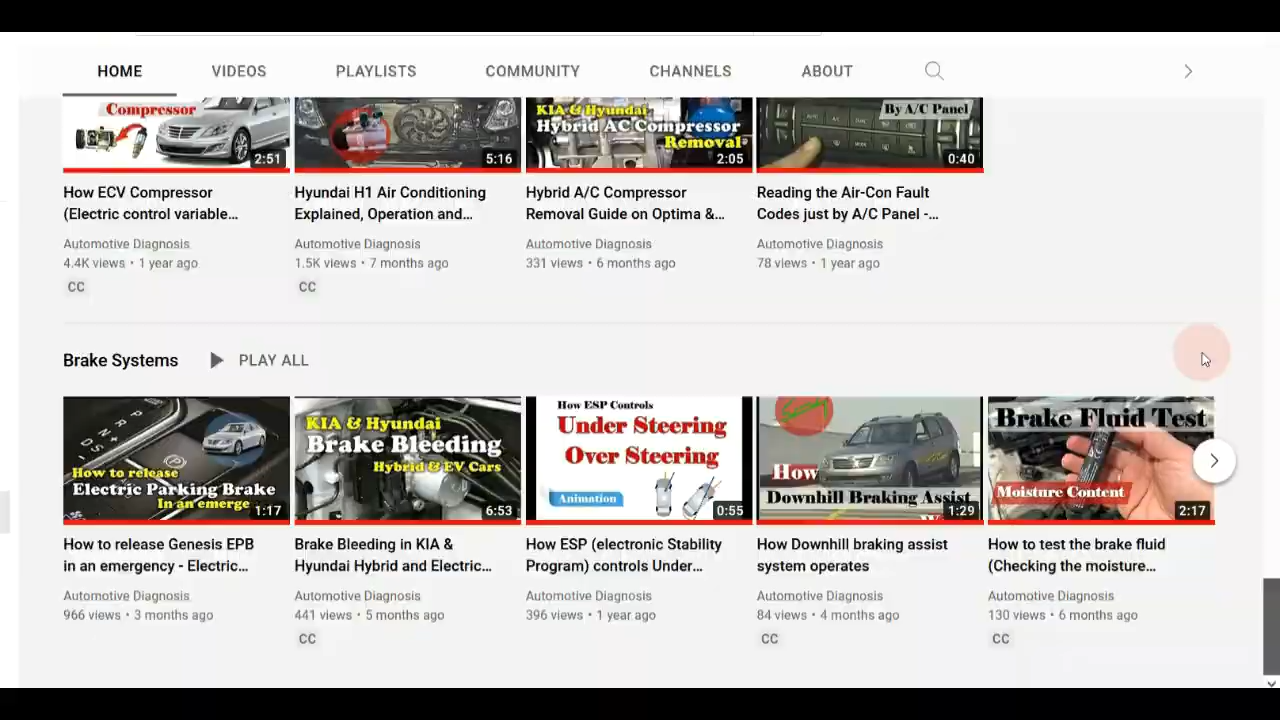 HOME VIDEOS PLAYLISTS COMMUNITY CHANNELS ABOUT
Compressor
2:51
5:16
KIA & Hyundai
Hybrid AC Compressor
Removal
2:05
By A/C Panel
0:40
How ECV Compressor
(Electric control variable...
Automotive Diagnosis
4.4K views • 1 year ago
CC
Hyundai H1 Air Conditioning
Explained, Operation and...
Automotive Diagnosis
1.5K views • 7 months ago
CC
Hybrid A/C Compressor
Removal Guide on Optima &...
Automotive Diagnosis
331 views • 6 months ago
Reading the Air-Con Fault
Codes just by A/C Panel -...
Automotive Diagnosis
78 views • 1 year ago
Brake Systems PLAY ALL
How to release
Electric Parking Brake
In an emerge
1:17
KIA & Hyundai
Brake Bleeding
Hybrid & EV Cars
6:53
How ESP Controls
Under Steering
Over Steering
Animation
0:55
How
Downhill Braking Assist
1:29
Brake Fluid Test
Moisture Content
2:17
How to release Genesis EPB
in an emergency - Electric...
Automotive Diagnosis
966 views • 3 months ago
Brake Bleeding in KIA &
Hyundai Hybrid and Electric...
Automotive Diagnosis
441 views • 5 months ago
CC
How ESP (electronic Stability
Program) controls Under...
Automotive Diagnosis
396 views • 1 year ago
How Downhill braking assist
system operates
Automotive Diagnosis
84 views • 4 months ago
CC
How to test the brake fluid
(Checking the moisture...
Automotive Diagnosis
130 views • 6 months ago
CC